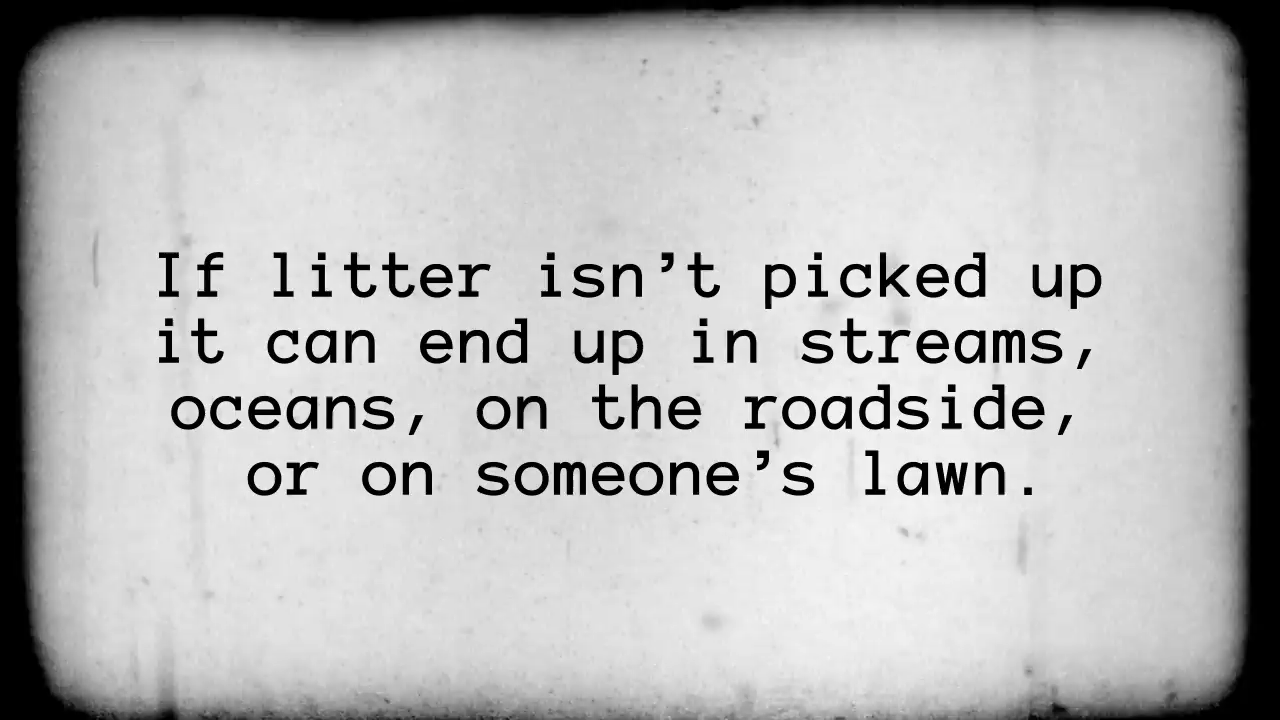 If litter isn’t picked up
it can end up in streams,
oceans, on the roadside,
or on someone’s lawn.